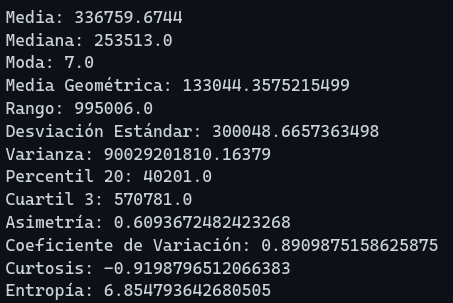 Media: 336759.6744
Mediana: 253513.0
Moda: 7.0
Media Geométrica: 133044.3575215499
Rango: 995006.0
Desviación Estándar: 300048.6657363498
Varianza: 90029201810.16379
Percentil 20: 40201.0
Cuartil 3: 570781.0
Asimetría: 0.6093672482423268
Coeficiente de Variación: 0.8909875158625875
Curtosis: -0.9198796512066383
Entropía: 6.854793642680505